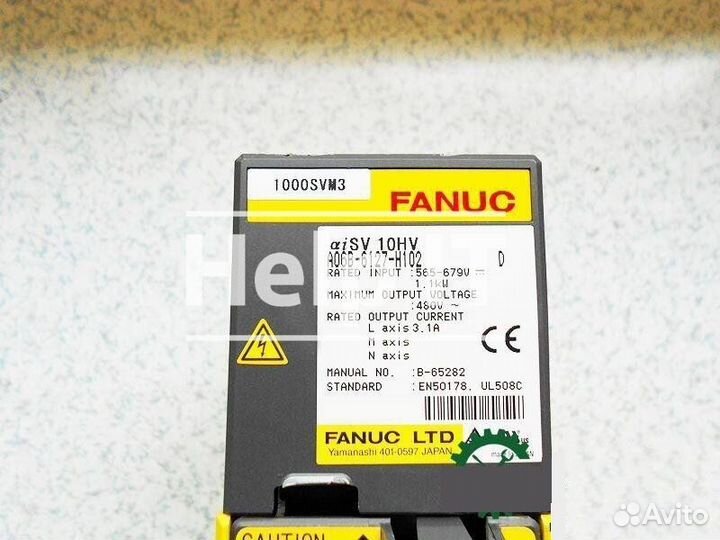 1000SVM3
FANUC
αiSV 10HV
A06B-6127-H102 D
RATED INPUT :565-679V
1.1kW
MAXIMUM OUTPUT VOLTAGE
:480V ~
RATED OUTPUT CURRENT
L axis 3.1A
M axis
N axis
MANUAL NO. :B-65282
STANDARD :EN50178, UL508C
CE
FANUC LTD
Yamanashi 401-0597 JAPAN
CAUTION
Avito